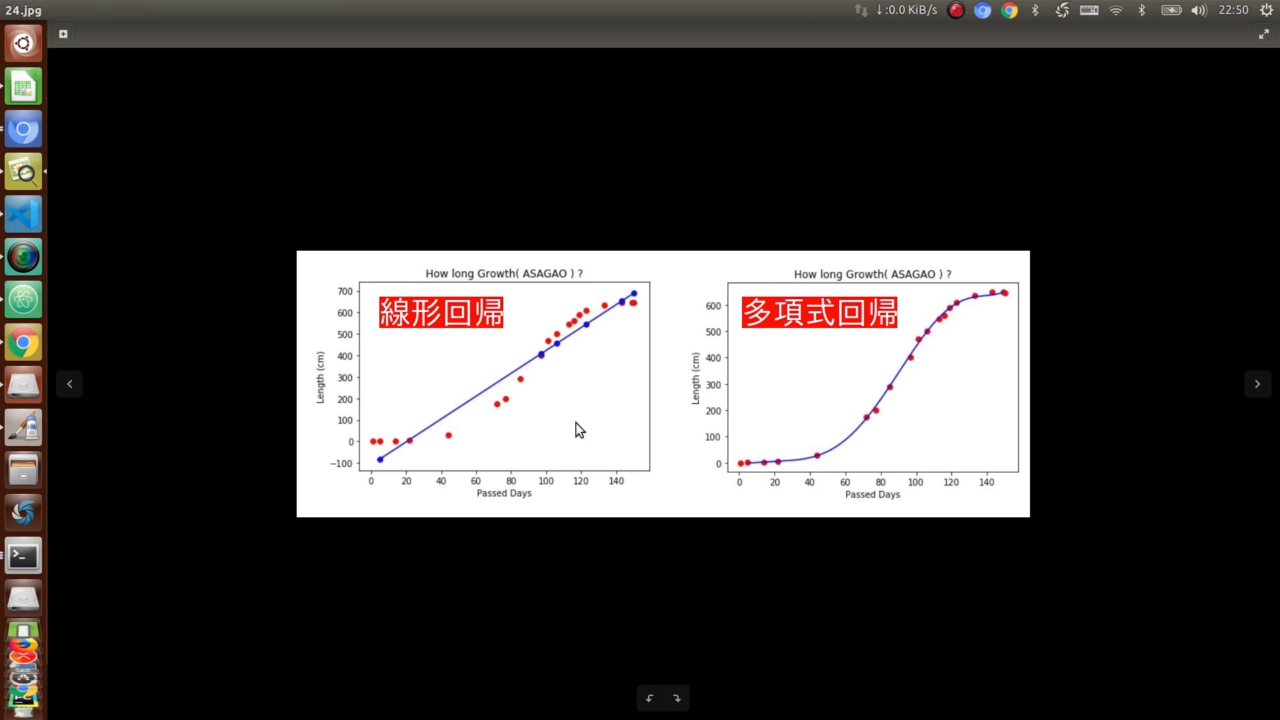 24.jpg
↓:0.0 KiB/s
22:50
How long Growth( ASAGAO ) ?
線形回帰
700
600
500
400
300
200
100
0
−100
Length (cm)
0 20 40 60 80 100 120 140
Passed Days
How long Growth( ASAGAO ) ?
多項式回帰
600
500
400
300
200
100
0
Length (cm)
0 20 40 60 80 100 120 140
Passed Days